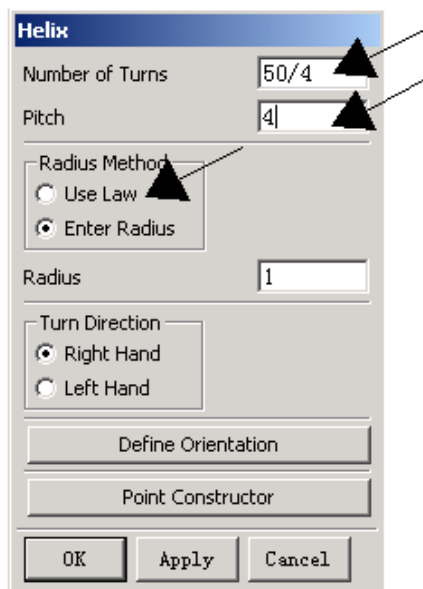 Helix
Number of Turns 50/4
Pitch 4
Radius Method
Use Law
Enter Radius
Radius 1
Turn Direction
Right Hand
Left Hand
Define Orientation
Point Constructor
OK Apply Cancel